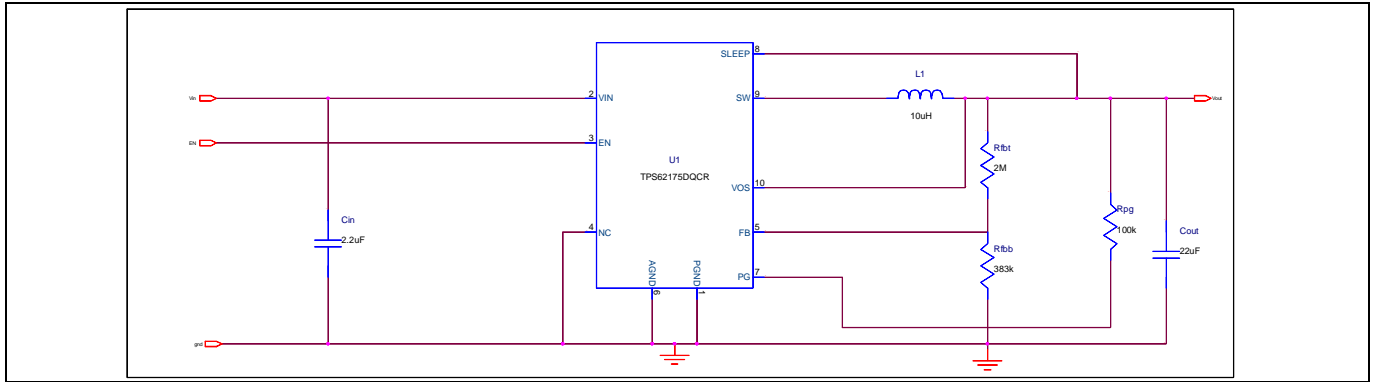 SLEEP
8
L1
Vin
2
VIN
SW
9
Vout
10uH
EN
3
EN
U1
Rfbt
TPS62175DQCR
2M
VOS
10
Rpg
Cin
4
NC
FB
5
100k
Cout
2.2uF
Rfbb
22uF
383k
PG
7
AGND
PGND
6
1
gnd